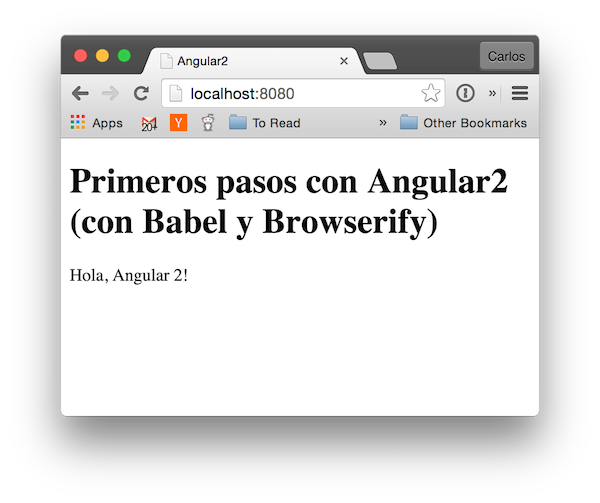 Angular2
Carlos
localhost:8080
Apps 204 Y To Read » Other Bookmarks
Primeros pasos con Angular2
(con Babel y Browserify)
Hola, Angular 2!